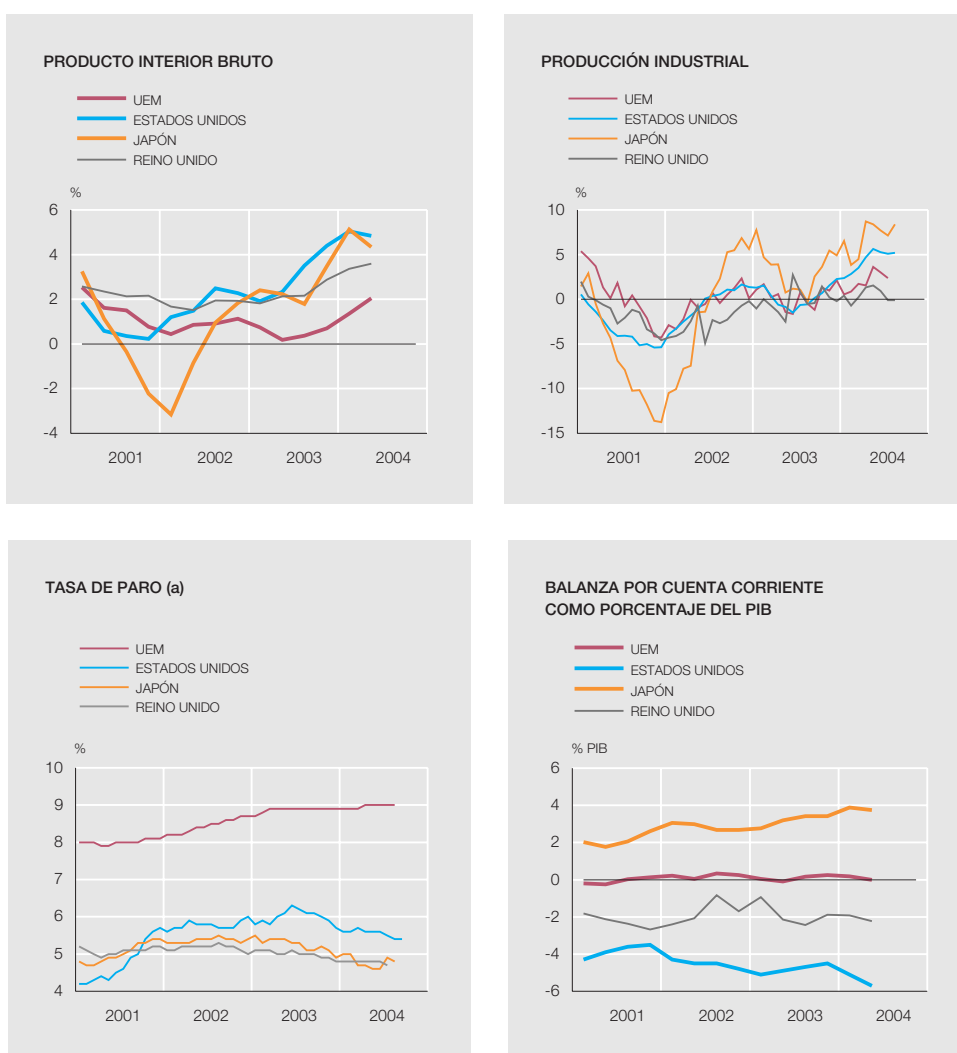 PRODUCTO INTERIOR BRUTO
UEM
ESTADOS UNIDOS
JAPÓN
REINO UNIDO
%
6
4
2
0
-2
-4
2001 2002 2003 2004
PRODUCCIÓN INDUSTRIAL
UEM
ESTADOS UNIDOS
JAPÓN
REINO UNIDO
%
10
5
0
-5
-10
-15
2001 2002 2003 2004
TASA DE PARO (a)
UEM
ESTADOS UNIDOS
JAPÓN
REINO UNIDO
%
10
9
8
7
6
5
4
2001 2002 2003 2004
BALANZA POR CUENTA CORRIENTE
COMO PORCENTAJE DEL PIB
UEM
ESTADOS UNIDOS
JAPÓN
REINO UNIDO
% PIB
6
4
2
0
-2
-4
-6
2001 2002 2003 2004